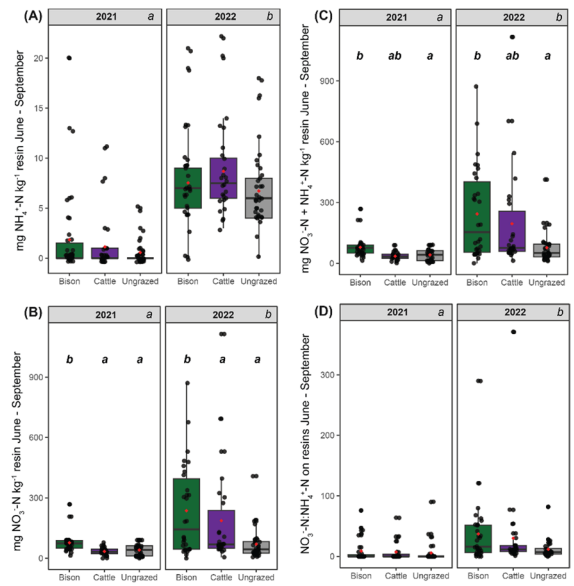 (A)
2021 a
2022 b
mg NH₄⁺-N kg⁻¹ resin June - September
20
15
10
5
0
Bison Cattle Ungrazed
Bison Cattle Ungrazed
(C)
2021 a
2022 b
mg NO₃⁻-N + NH₄⁺-N kg⁻¹ resin June - September
b ab a
b ab a
900
600
300
0
Bison Cattle Ungrazed
Bison Cattle Ungrazed
(B)
2021 a
2022 b
mg NO₃⁻-N kg⁻¹ resin June - September
b a a
b a a
900
600
300
0
Bison Cattle Ungrazed
Bison Cattle Ungrazed
(D)
2021 a
2022 b
NO₃⁻-N:NH₄⁺-N on resins June - September
300
200
100
0
Bison Cattle Ungrazed
Bison Cattle Ungrazed